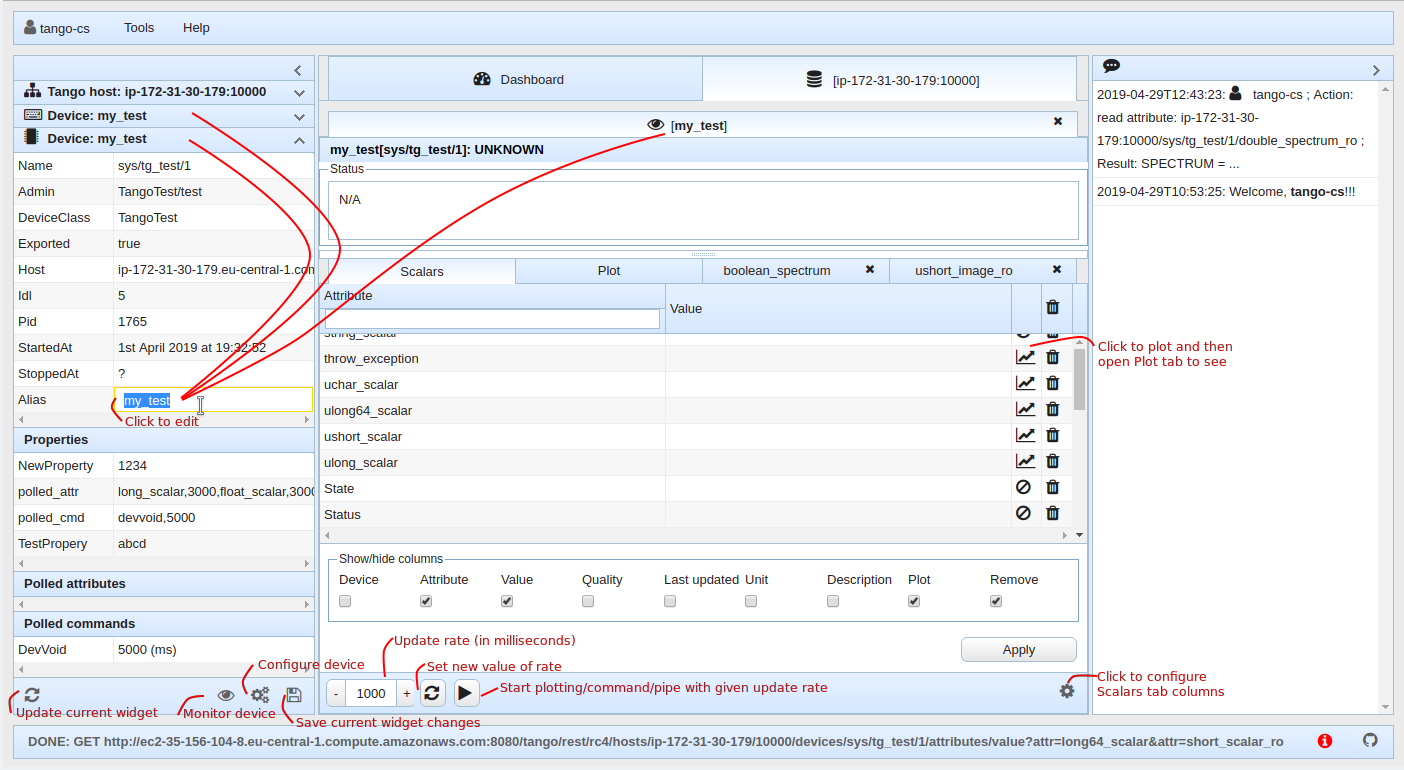 tango-cs Tools Help
Tango host: ip-172-31-30-179:10000
Device: my_test
Device: my_test
Name sys/tg_test/1
Admin TangoTest/test
DeviceClass TangoTest
Exported true
Host ip-172-31-30-179.eu-central-1.com
Idl 5
Pid 1765
StartedAt 1st April 2019 at 19:32:52
StoppedAt ?
Alias my_test
Click to edit
Properties
NewProperty 1234
polled_attr long_scalar,3000,float_scalar,3000
polled_cmd devvoid,5000
TestPropery abcd
Polled attributes
Polled commands
DevVoid 5000 (ms)
Configure device
Update current widget
Monitor device
Save current widget changes
Dashboard [ip-172-31-30-179:10000]
[my_test]
my_test[sys/tg_test/1]: UNKNOWN
Status
N/A
Scalars Plot boolean_spectrum ushort_image_ro
Attribute Value
string_scalar
throw_exception
uchar_scalar
ulong64_scalar
ushort_scalar
ulong_scalar
State
Status
Show/hide columns
Device Attribute Value Quality Last updated Unit Description Plot Remove
Update rate (in milliseconds)
Apply
Set new value of rate
- 1000 +
Start plotting/command/pipe with given update rate
2019-04-29T12:43:23: tango-cs ; Action:
read attribute: ip-172-31-30-
179:10000/sys/tg_test/1/double_spectrum_ro ;
Result: SPECTRUM = ...
2019-04-29T10:53:25: Welcome, tango-cs!!!
Click to plot and then
open Plot tab to see
Click to configure
Scalars tab columns
DONE: GET http://ec2-35-156-104-8.eu-central-1.compute.amazonaws.com:8080/tango/rest/rc4/hosts/ip-172-31-30-179/10000/devices/sys/tg_test/1/attributes/value?attr=long64_scalar&attr=short_scalar_ro